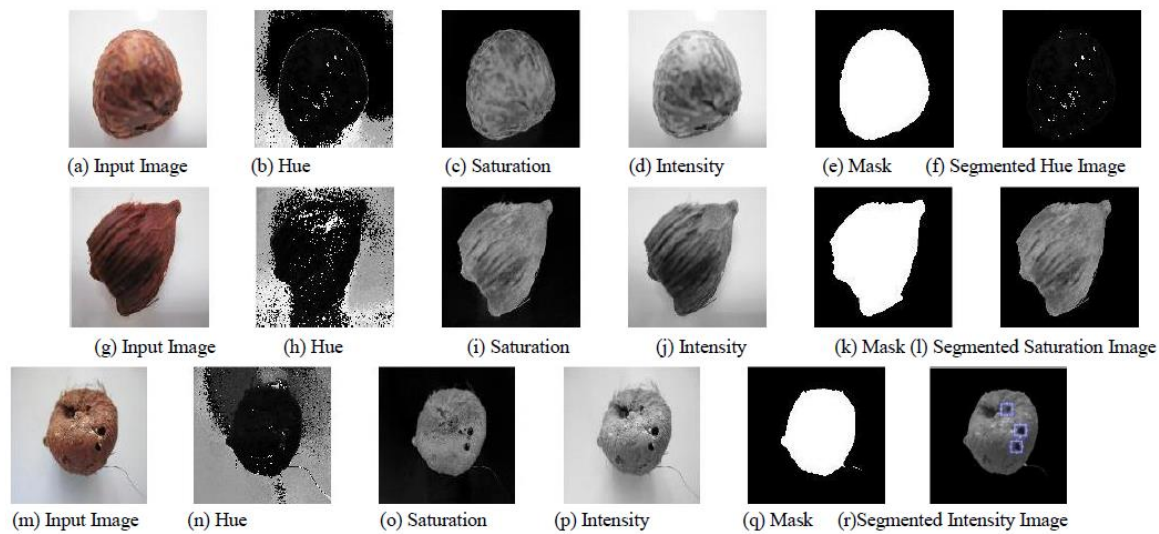 (a) Input Image (b) Hue (c) Saturation (d) Intensity (e) Mask (f) Segmented Hue Image
(g) Input Image (h) Hue (i) Saturation (j) Intensity (k) Mask (l) Segmented Saturation Image
(m) Input Image (n) Hue (o) Saturation (p) Intensity (q) Mask (r)Segmented Intensity Image